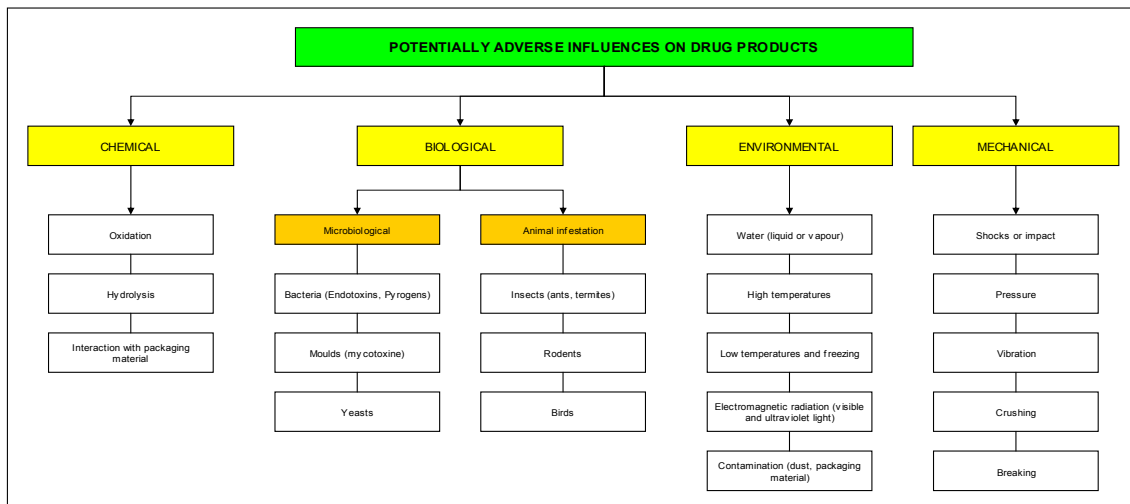 POTENTIALLY ADVERSE INFLUENCES ON DRUG PRODUCTS
CHEMICAL
BIOLOGICAL
ENVIRONMENTAL
MECHANICAL
Oxidation
Hydrolysis
Interaction with packaging
material
Microbiological
Bacteria (Endotoxins, Pyrogens)
Moulds (mycotoxine)
Yeasts
Animal infestation
Insects (ants, termites)
Rodents
Birds
Water (liquid or vapour)
High temperatures
Low temperatures and freezing
Electromagnetic radiation (visible
and ultraviolet light)
Contamination (dust, packaging
material)
Shocks or impact
Pressure
Vibration
Crushing
Breaking